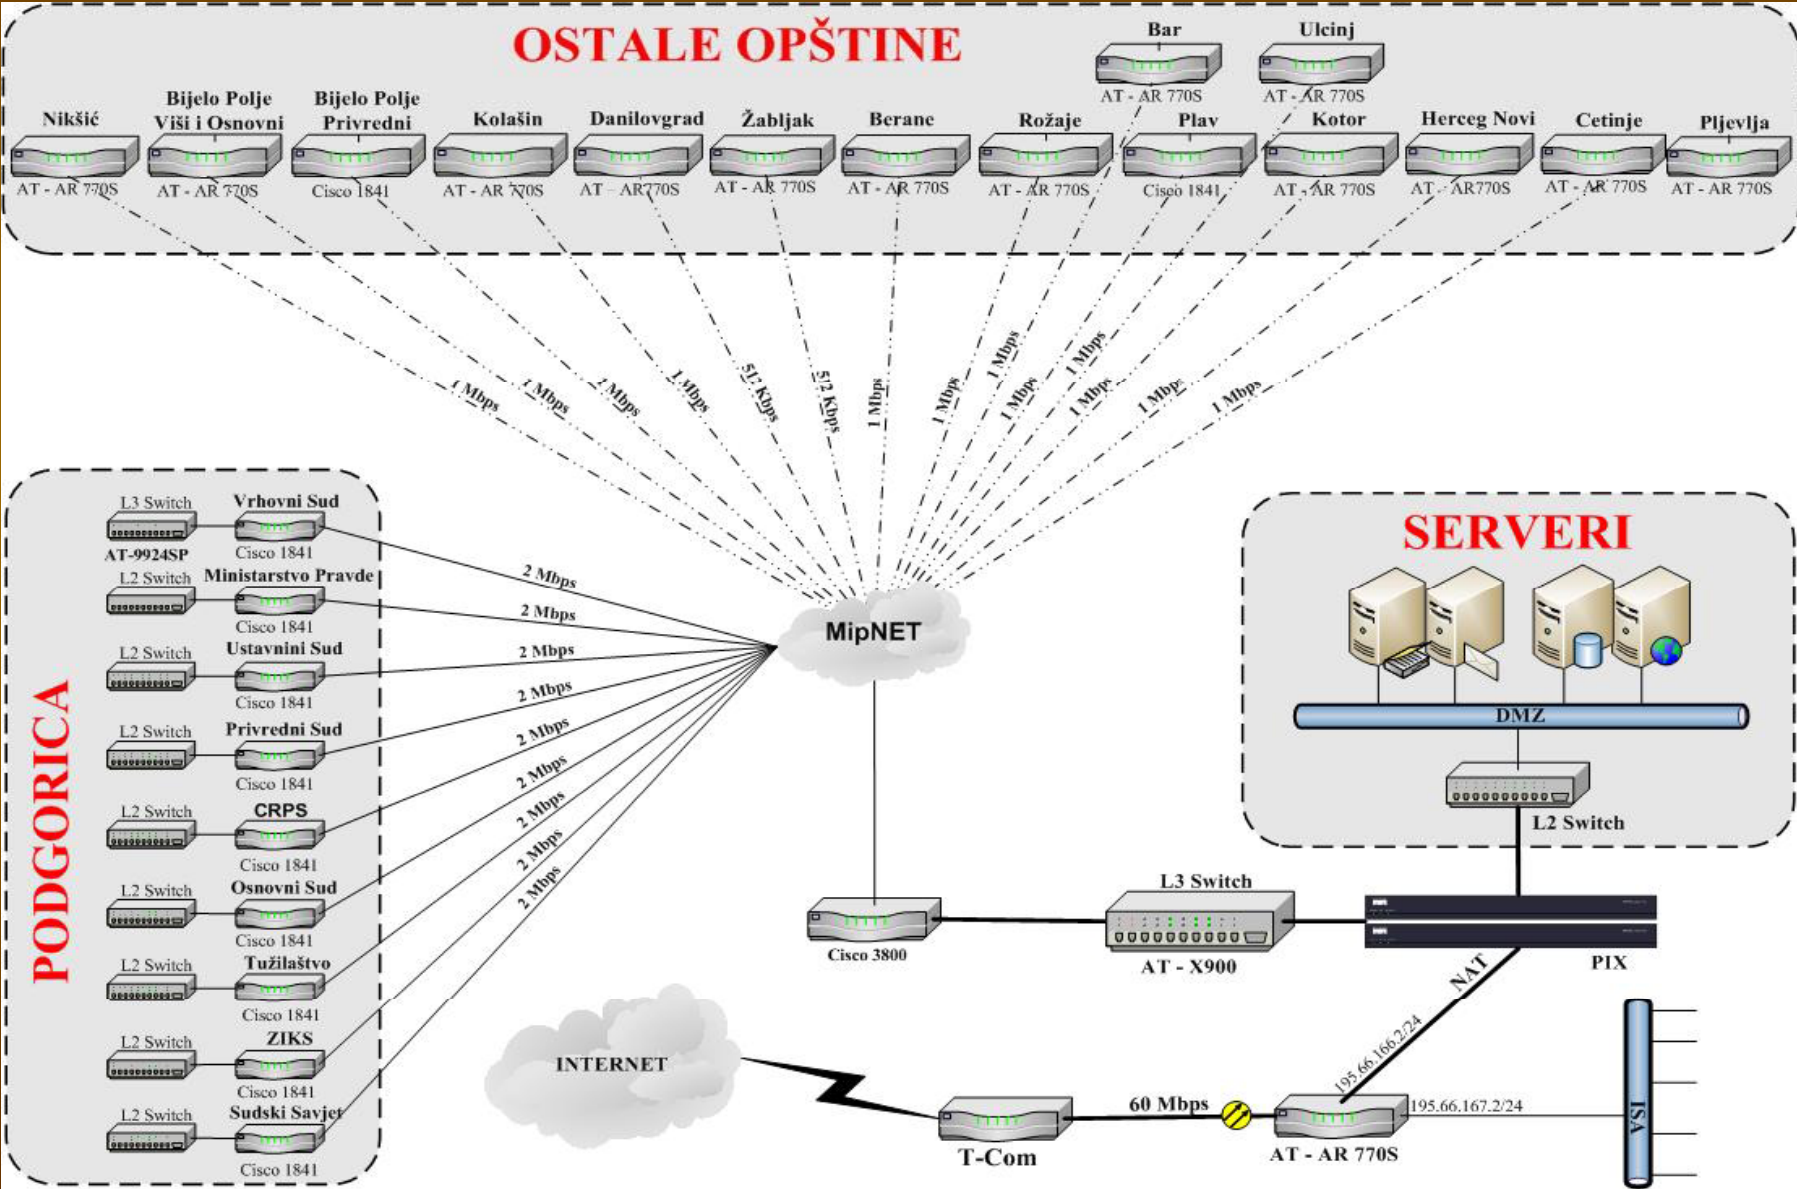 OSTALE OPŠTINE
Bar
AT - AR 770S
Ulcinj
AT - AR 770S
Nikšić
AT - AR 770S
Bijelo Polje
Viši i Osnovni
AT - AR 770S
Bijelo Polje
Privredni
Cisco 1841
Kolašin
AT - AR 770S
Danilovgrad
AT - AR770S
Žabljak
AT - AR 770S
Berane
AT - AR 770S
Rožaje
AT - AR 770S
Plav
Cisco 1841
Kotor
AT - AR 770S
Herceg Novi
AT - AR770S
Cetinje
AT - AR 770S
Pljevlja
AT - AR 770S
1 Mbps
1 Mbps
1 Mbps
1 Mbps
512 Kbps
512 Kbps
1 Mbps
1 Mbps
1 Mbps
1 Mbps
1 Mbps
1 Mbps
1 Mbps
1 Mbps
PODGORICA
L3 Switch
Vrhovni Sud
AT-9924SP
Cisco 1841
L2 Switch
Ministarstvo Pravde
Cisco 1841
L2 Switch
Ustavnini Sud
Cisco 1841
L2 Switch
Privredni Sud
Cisco 1841
L2 Switch
CRPS
Cisco 1841
L2 Switch
Osnovni Sud
Cisco 1841
L2 Switch
Tužilaštvo
Cisco 1841
L2 Switch
ZIKS
Cisco 1841
L2 Switch
Sudski Savjet
Cisco 1841
2 Mbps
2 Mbps
2 Mbps
2 Mbps
2 Mbps
2 Mbps
2 Mbps
2 Mbps
2 Mbps
MipNET
SERVERI
DMZ
L2 Switch
Cisco 3800
L3 Switch
AT - X900
PIX
NAT
195.66.166.2/24
INTERNET
T-Com
60 Mbps
AT - AR 770S
195.66.167.2/24
ISA